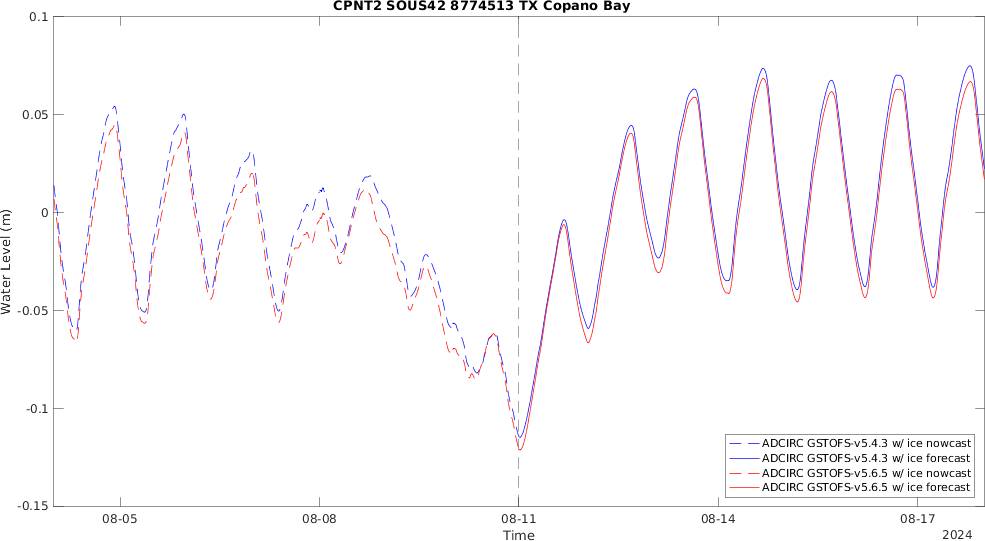 CPNT2 SOUS42 8774513 TX Copano Bay
Water Level (m)
0.1
0.05
0
-0.05
-0.1
-0.15
08-05
08-08
08-11
08-14
08-17
Time
2024
ADCIRC GSTOFS-v5.4.3 w/ ice nowcast
ADCIRC GSTOFS-v5.4.3 w/ ice forecast
ADCIRC GSTOFS-v5.6.5 w/ ice nowcast
ADCIRC GSTOFS-v5.6.5 w/ ice forecast